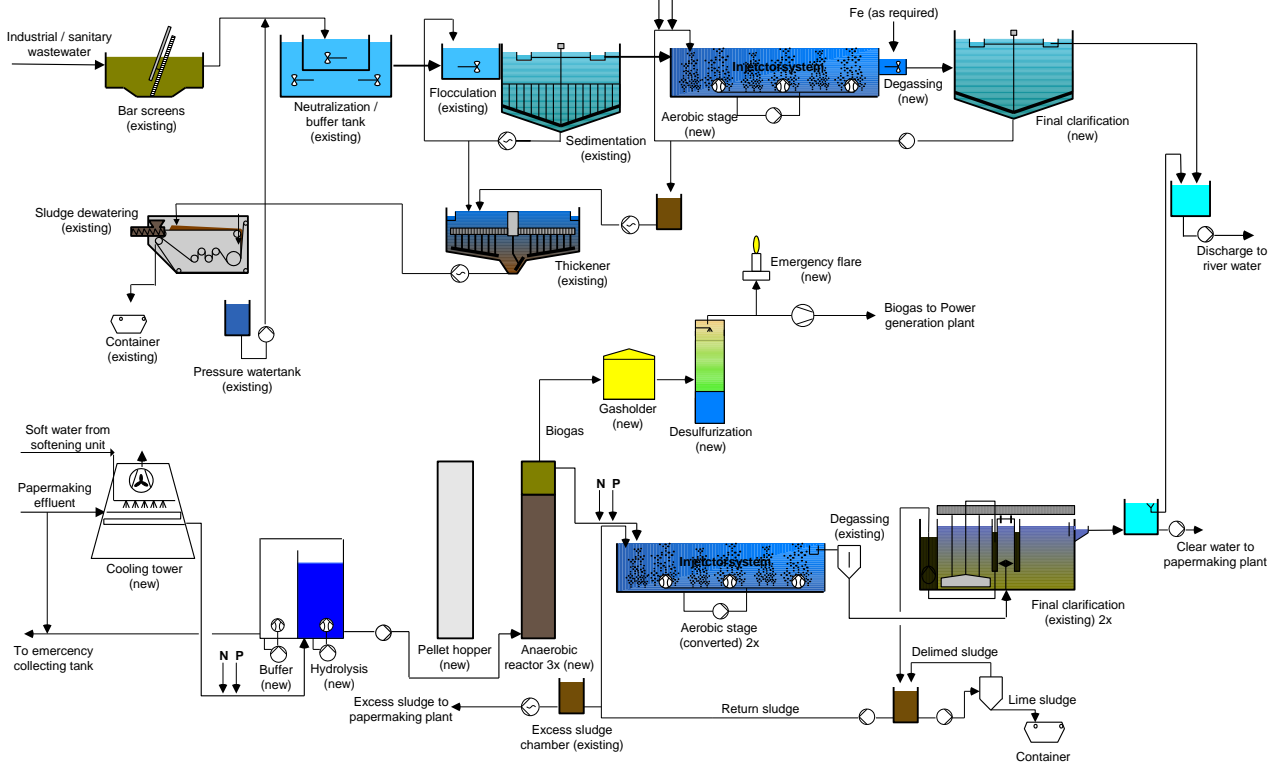 Industrial / sanitary
wastewater
Bar screens
(existing)
Neutralization /
buffer tank
(existing)
Flocculation
(existing)
Sedimentation
(existing)
Injectorsystem
Aerobic stage
(new)
Fe (as required)
Degassing
(new)
Final clarification
(new)
Sludge dewatering
(existing)
Container
(existing)
Pressure watertank
(existing)
Thickener
(existing)
Emergency flare
(new)
Biogas to Power
generation plant
Discharge to
river water
Gasholder
(new)
Desulfurization
(new)
Biogas
Soft water from
softening unit
Papermaking
effluent
Cooling tower
(new)
To emercency
collecting tank
N P
Buffer
(new)
Hydrolysis
(new)
Pellet hopper
(new)
Anaerobic
reactor 3x (new)
N P
Injectorsystem
Aerobic stage
(converted) 2x
Degassing
(existing)
Final clarification
(existing) 2x
Clear water to
papermaking plant
Excess sludge to
papermaking plant
Excess sludge
chamber (existing)
Return sludge
Delimed sludge
Lime sludge
Container